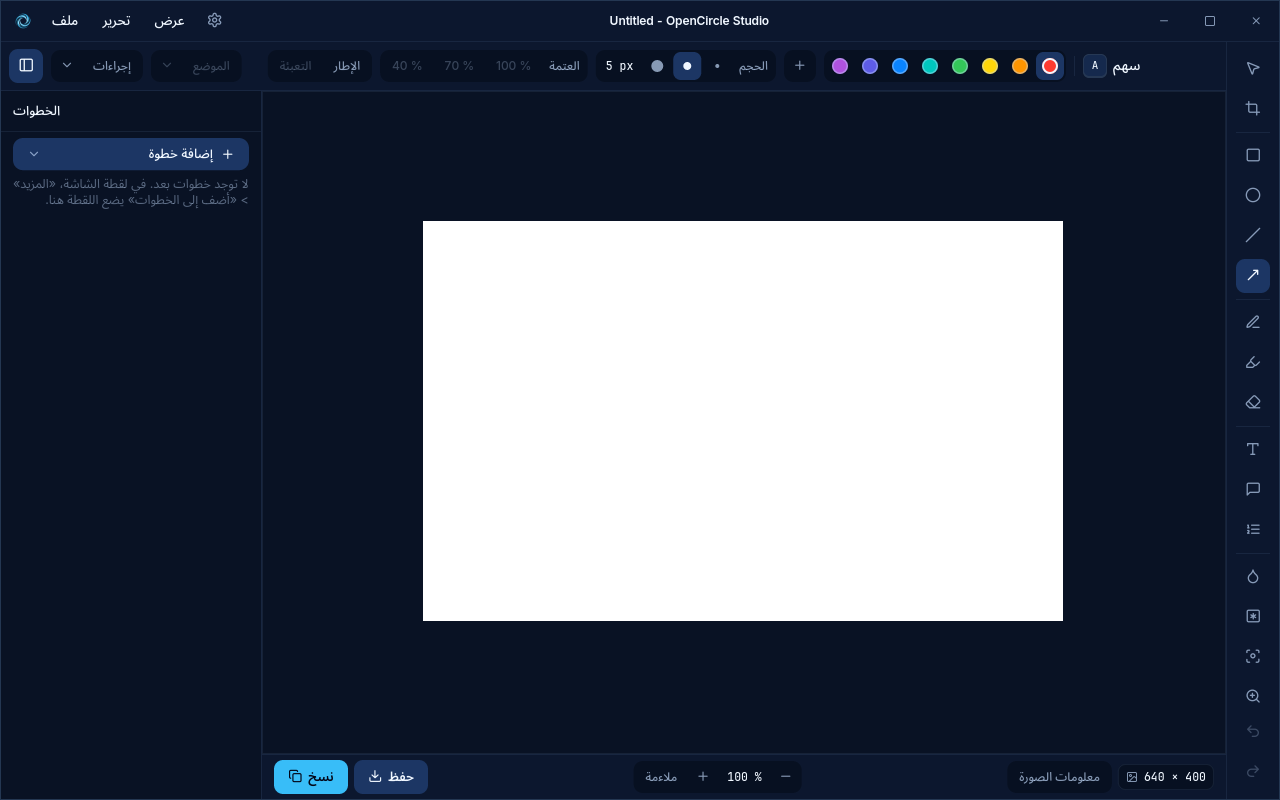 ملف تحرير عرض
Untitled - OpenCircle Studio
سهم A
الحجم 5 px
العتمة 100 % 70 % 40 %
الإطار التعبئة
الموضع
إجراءات
الخطوات
إضافة خطوة
لا توجد خطوات بعد. في لقطة الشاشة، «المزيد»
> «أضف إلى الخطوات» يضع اللقطة هنا.
640 × 400
معلومات الصورة
100 %
ملاءمة
حفظ
نسخ